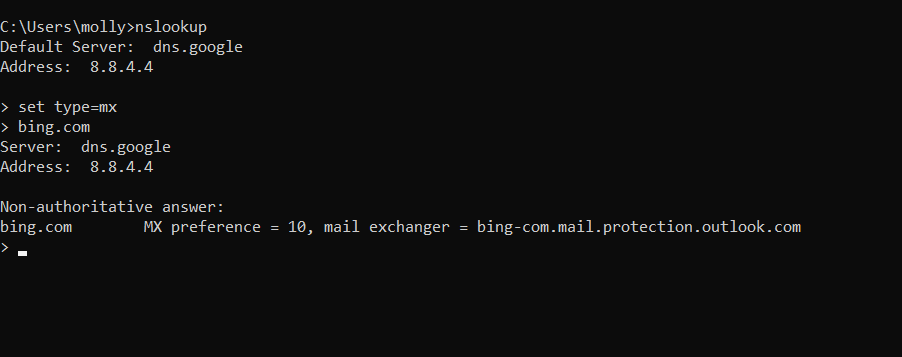 C:\Users\molly>nslookup
Default Server:  dns.google
Address:  8.8.4.4
> set type=mx
> bing.com
Server:  dns.google
Address:  8.8.4.4
Non-authoritative answer:
bing.com        MX preference = 10, mail exchanger = bing-com.mail.protection.outlook.com
>